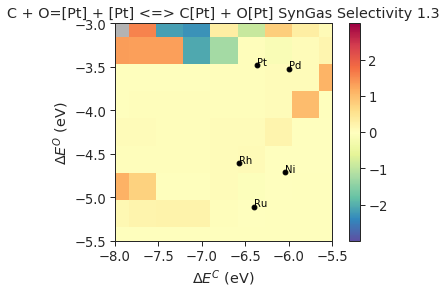 C + O=[Pt] + [Pt] <=> C[Pt] + O[Pt] SynGas Selectivity 1.3
−3.0
−3.5
−4.0
−4.5
−5.0
−5.5
ΔE^O (eV)
Pt
Pd
Rh
Ni
Ru
−8.0 −7.5 −7.0 −6.5 −6.0 −5.5
ΔE^C (eV)
2
1
0
−1
−2